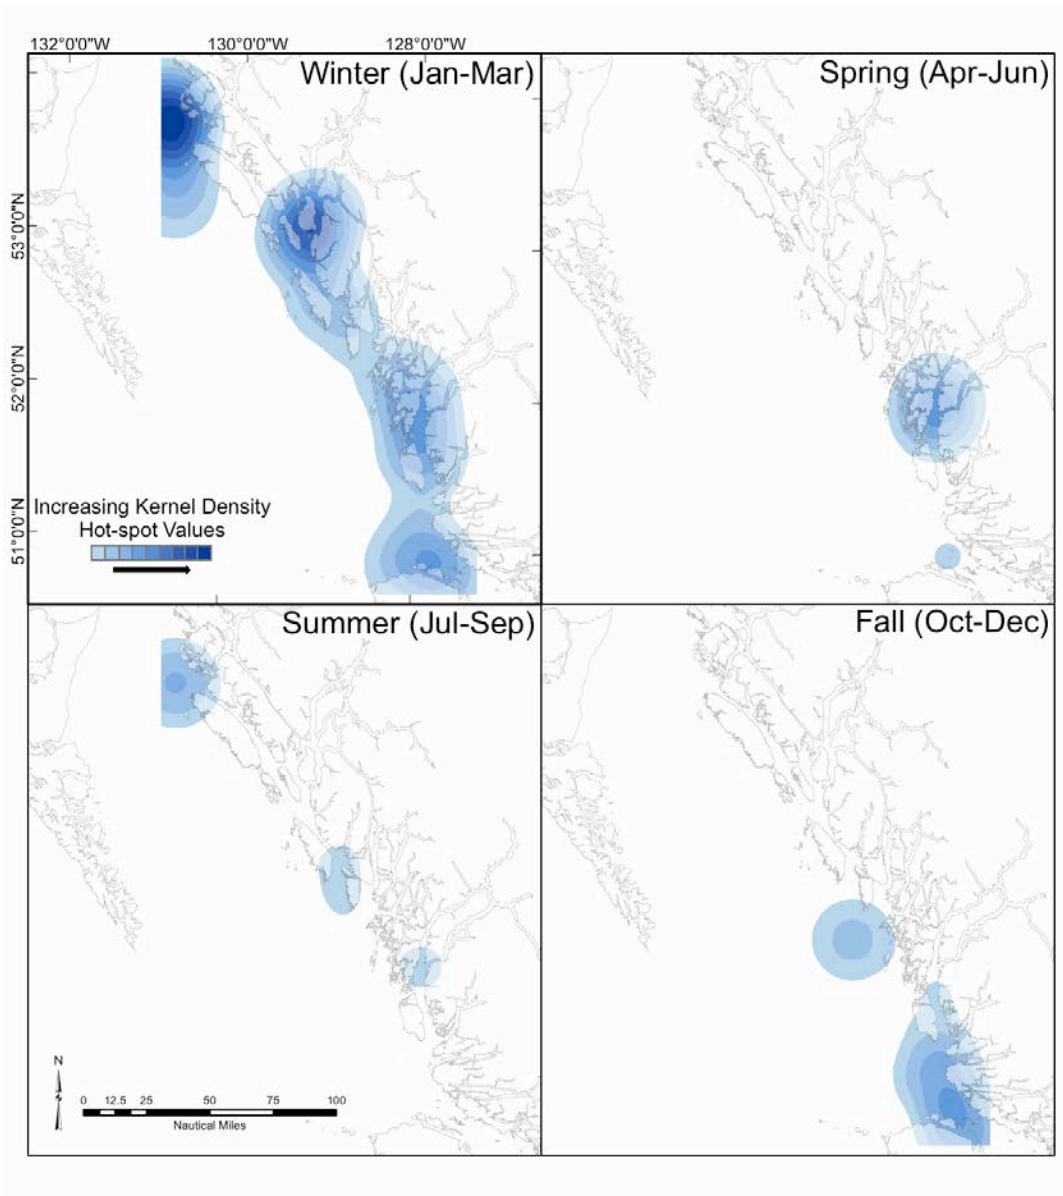 132°0'0"W 130°0'0"W 128°0'0"W
Winter (Jan-Mar)
Spring (Apr-Jun)
53°0'0"N
52°0'0"N
51°0'0"N
Increasing Kernel Density
Hot-spot Values
Summer (Jul-Sep)
Fall (Oct-Dec)
N
0 12.5 25 50 75 100
Nautical Miles